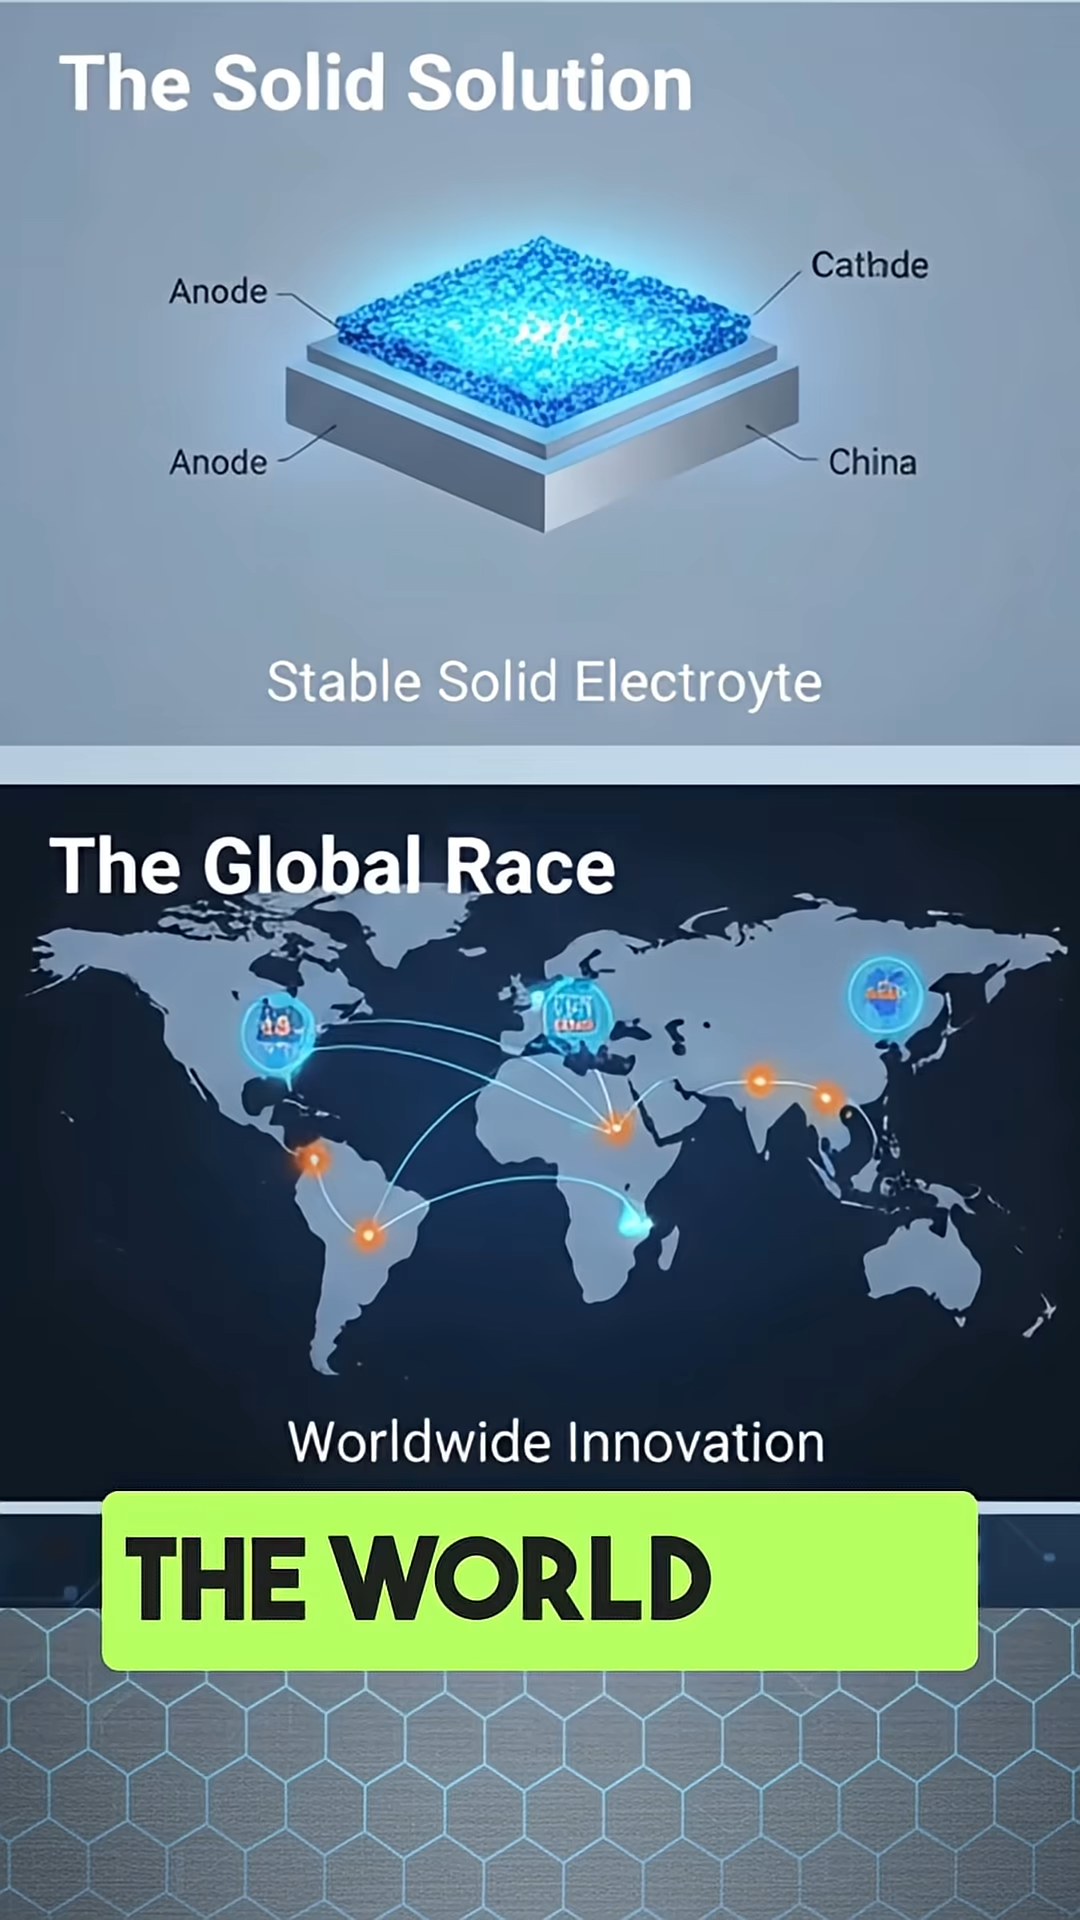 The Solid Solution
Anode
Cathde
Anode
China
Stable Solid Electroyte
The Global Race
Worldwide Innovation
THE WORLD